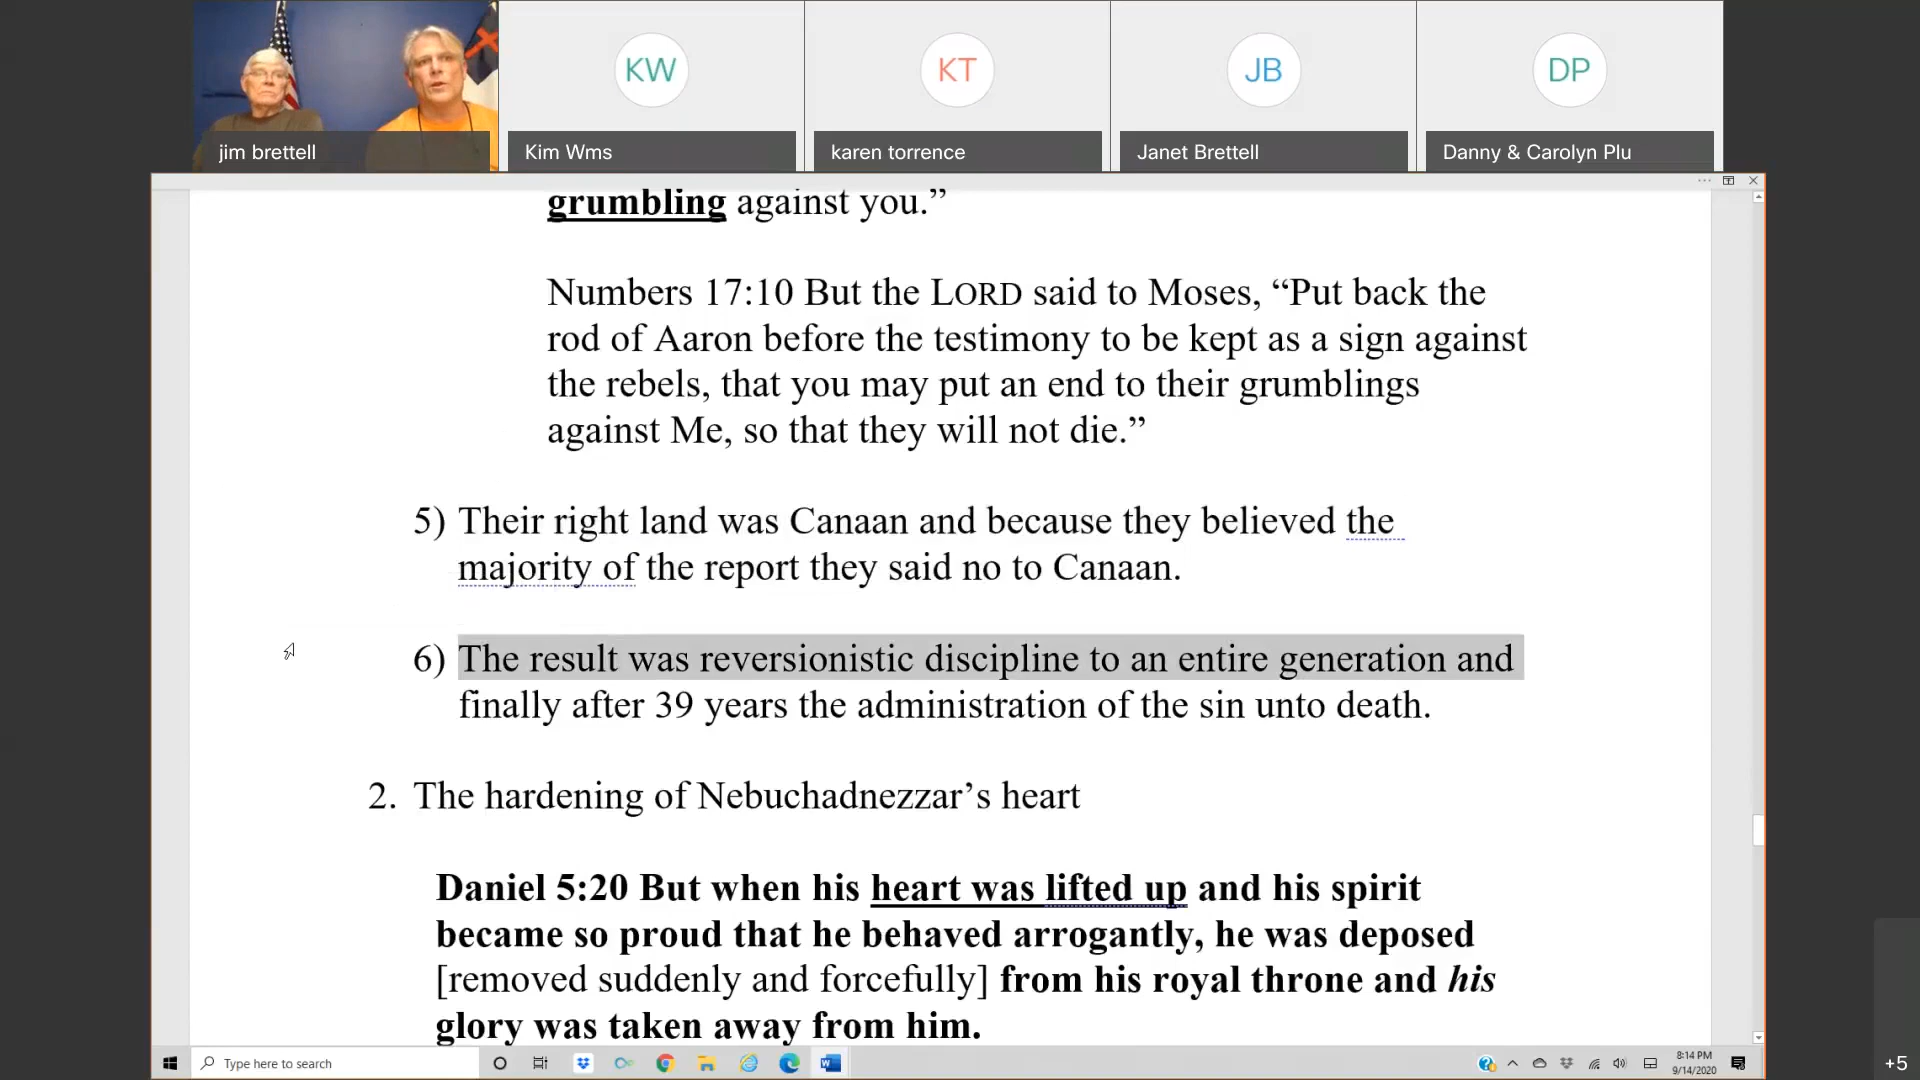 KW
KT
JB
DP
jim brettell
Kim Wms
karen torrence
Janet Brettell
Danny & Carolyn Plu
grumbling against you.”
Numbers 17:10 But the LORD said to Moses, “Put back the
rod of Aaron before the testimony to be kept as a sign against
the rebels, that you may put an end to their grumblings
against Me, so that they will not die.”
5) Their right land was Canaan and because they believed the
majority of the report they said no to Canaan.
6) The result was reversionistic discipline to an entire generation and
finally after 39 years the administration of the sin unto death.
2. The hardening of Nebuchadnezzar’s heart
Daniel 5:20 But when his heart was lifted up and his spirit
became so proud that he behaved arrogantly, he was deposed
[removed suddenly and forcefully] from his royal throne and his
glory was taken away from him.
Type here to search
8:14 PM
9/14/2020
+5